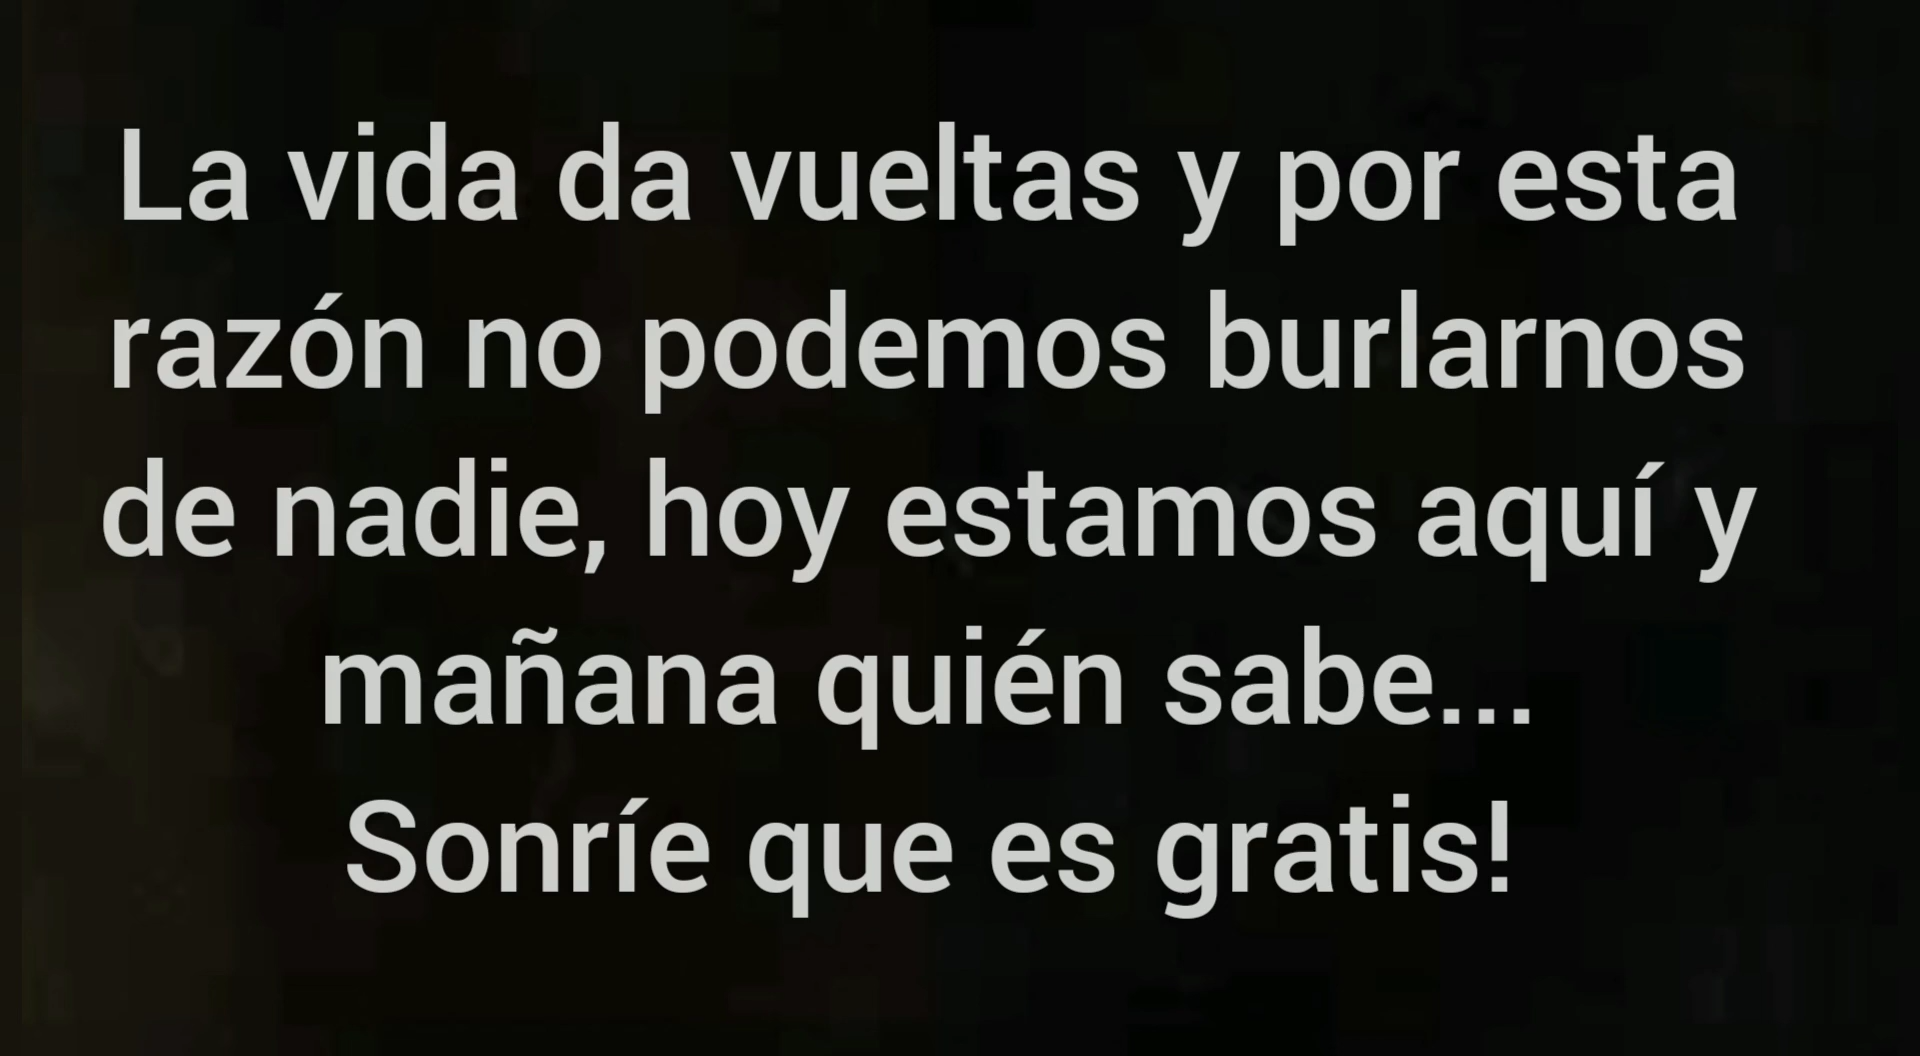 La vida da vueltas y por esta
razón no podemos burlarnos
de nadie, hoy estamos aquí y
mañana quién sabe...
Sonríe que es gratis!